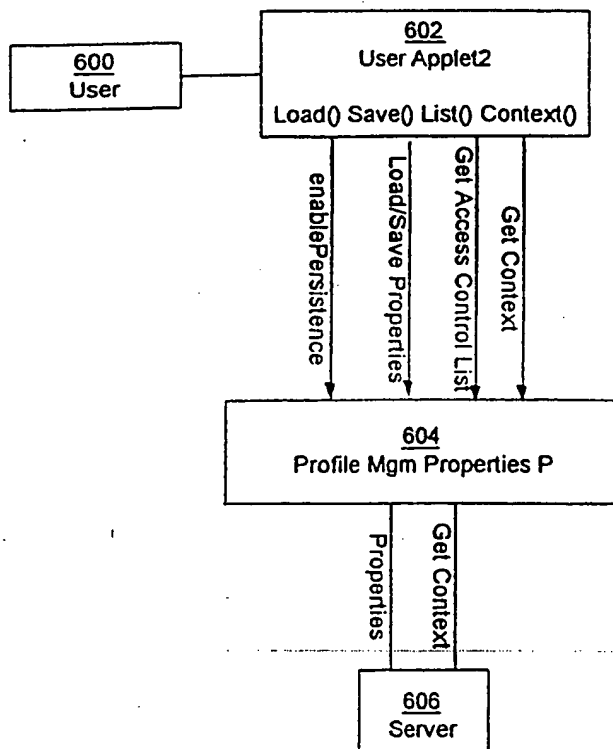 600
User
602
User Applet2
Load() Save() List() Context()
enablePersistence
Load/Save Properties
Get Access Control List
Get Context
604
Profile Mgm Properties P
Properties
Get Context
606
Server